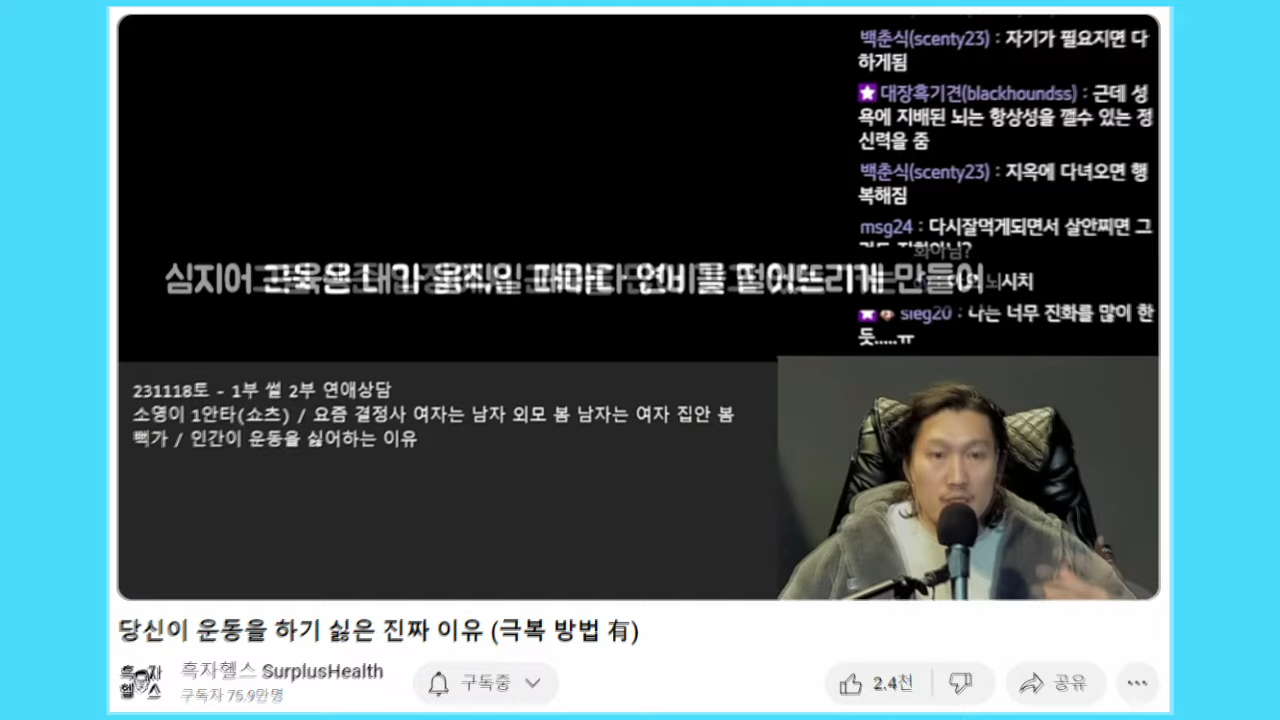 백춘식(scenty23) : 자기가 필요지면 다
하게됨
대장흑기견(blackhoundss) : 근데 성
욕에 지배된 뇌는 항상성을 깰수 있는 정
신력을 줌
백춘식(scenty23) : 지옥에 다녀오면 행
복해짐
msg24 : 다시잘먹게되면서 살안찌면 그
진화아님?
심지어 근육은 내가 움직일 때마다 연비를 떨어뜨리게 만들어
뇌시치
sieg20 : 나는 너무 진화를 많이 한
듯.....ㅠ
231118토 - 1부 썰 2부 연애상담
소영이 1안타(쇼츠) / 요즘 결정사 여자는 남자 외모 봄 남자는 여자 집안 봄
뻑가 / 인간이 운동을 싫어하는 이유
당신이 운동을 하기 싫은 진짜 이유 (극복 방법 有)
흑자헬스
흑자헬스 SurplusHealth
구독자 75.9만명
구독중
2.4천
공유